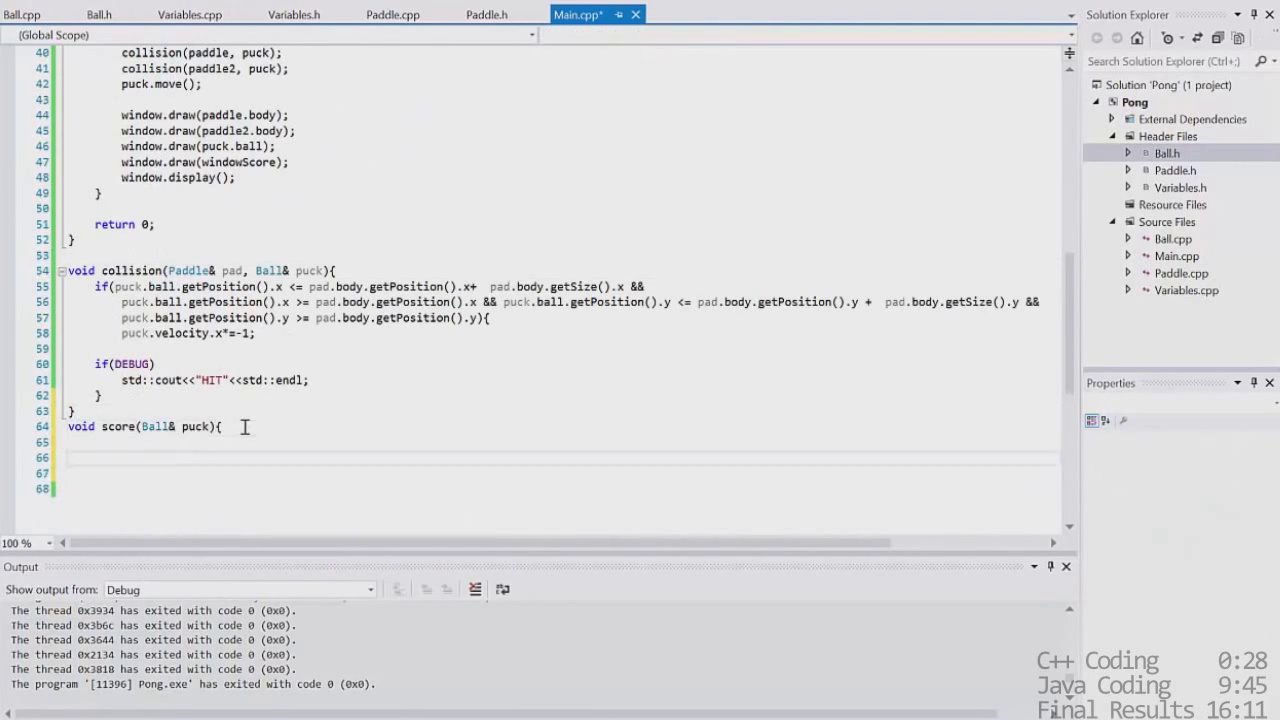 Ball.cpp Ball.h Variables.cpp Variables.h Paddle.cpp Paddle.h Main.cpp*
(Global Scope)
40 collision(paddle, puck);
41 collision(paddle2, puck);
42 puck.move();
43
44 window.draw(paddle.body);
45 window.draw(paddle2.body);
46 window.draw(puck.ball);
47 window.draw(windowScore);
48 window.display();
49 }
50
51 return 0;
52 }
53
54 void collision(Paddle& pad, Ball& puck){
55 if(puck.ball.getPosition().x <= pad.body.getPosition().x+ pad.body.getSize().x &&
56 puck.ball.getPosition().x >= pad.body.getPosition().x && puck.ball.getPosition().y <= pad.body.getPosition().y + pad.body.getSize().y &&
57 puck.ball.getPosition().y >= pad.body.getPosition().y){
58 puck.velocity.x*=-1;
59
60 if(DEBUG)
61 std::cout<<"HIT"<<std::endl;
62 }
63 }
64 void score(Ball& puck){
65
66
67
68
100 %
Output
Show output from: Debug
The thread 0x3934 has exited with code 0 (0x0).
The thread 0x3b6c has exited with code 0 (0x0).
The thread 0x3644 has exited with code 0 (0x0).
The thread 0x2134 has exited with code 0 (0x0).
The thread 0x3818 has exited with code 0 (0x0).
The program '[11396] Pong.exe' has exited with code 0 (0x0).
Solution Explorer
Search Solution Explorer (Ctrl+;)
Solution 'Pong' (1 project)
Pong
External Dependencies
Header Files
Ball.h
Paddle.h
Variables.h
Resource Files
Source Files
Ball.cpp
Main.cpp
Paddle.cpp
Variables.cpp
Properties
C++ Coding 0:28
Java Coding 9:45
Final Results 16:11